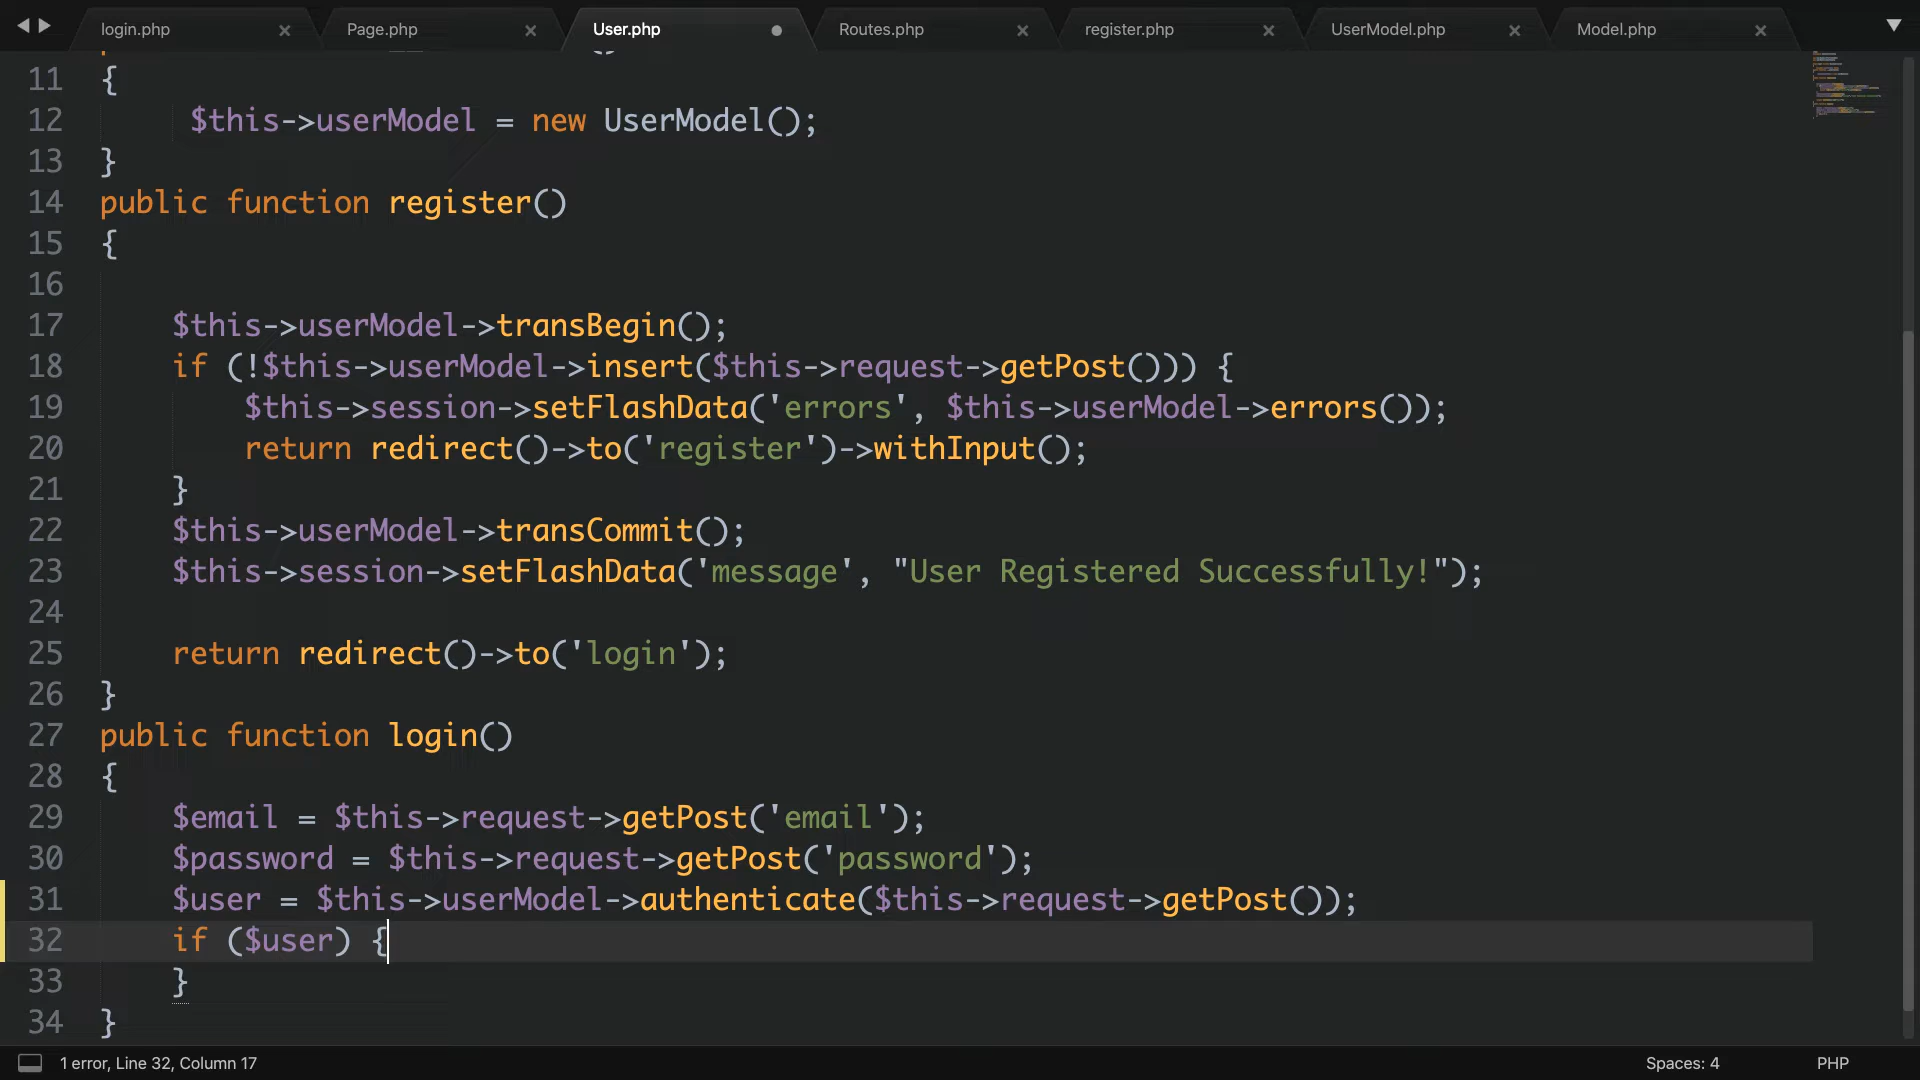 login.php Page.php User.php Routes.php register.php UserModel.php Model.php
11 {
12 $this->userModel = new UserModel();
13 }
14 public function register()
15 {
16
17 $this->userModel->transBegin();
18 if (!$this->userModel->insert($this->request->getPost())) {
19 $this->session->setFlashData('errors', $this->userModel->errors());
20 return redirect()->to('register')->withInput();
21 }
22 $this->userModel->transCommit();
23 $this->session->setFlashData('message', "User Registered Successfully!");
24
25 return redirect()->to('login');
26 }
27 public function login()
28 {
29 $email = $this->request->getPost('email');
30 $password = $this->request->getPost('password');
31 $user = $this->userModel->authenticate($this->request->getPost());
32 if ($user) {
33 }
34 }
1 error, Line 32, Column 17 Spaces: 4 PHP